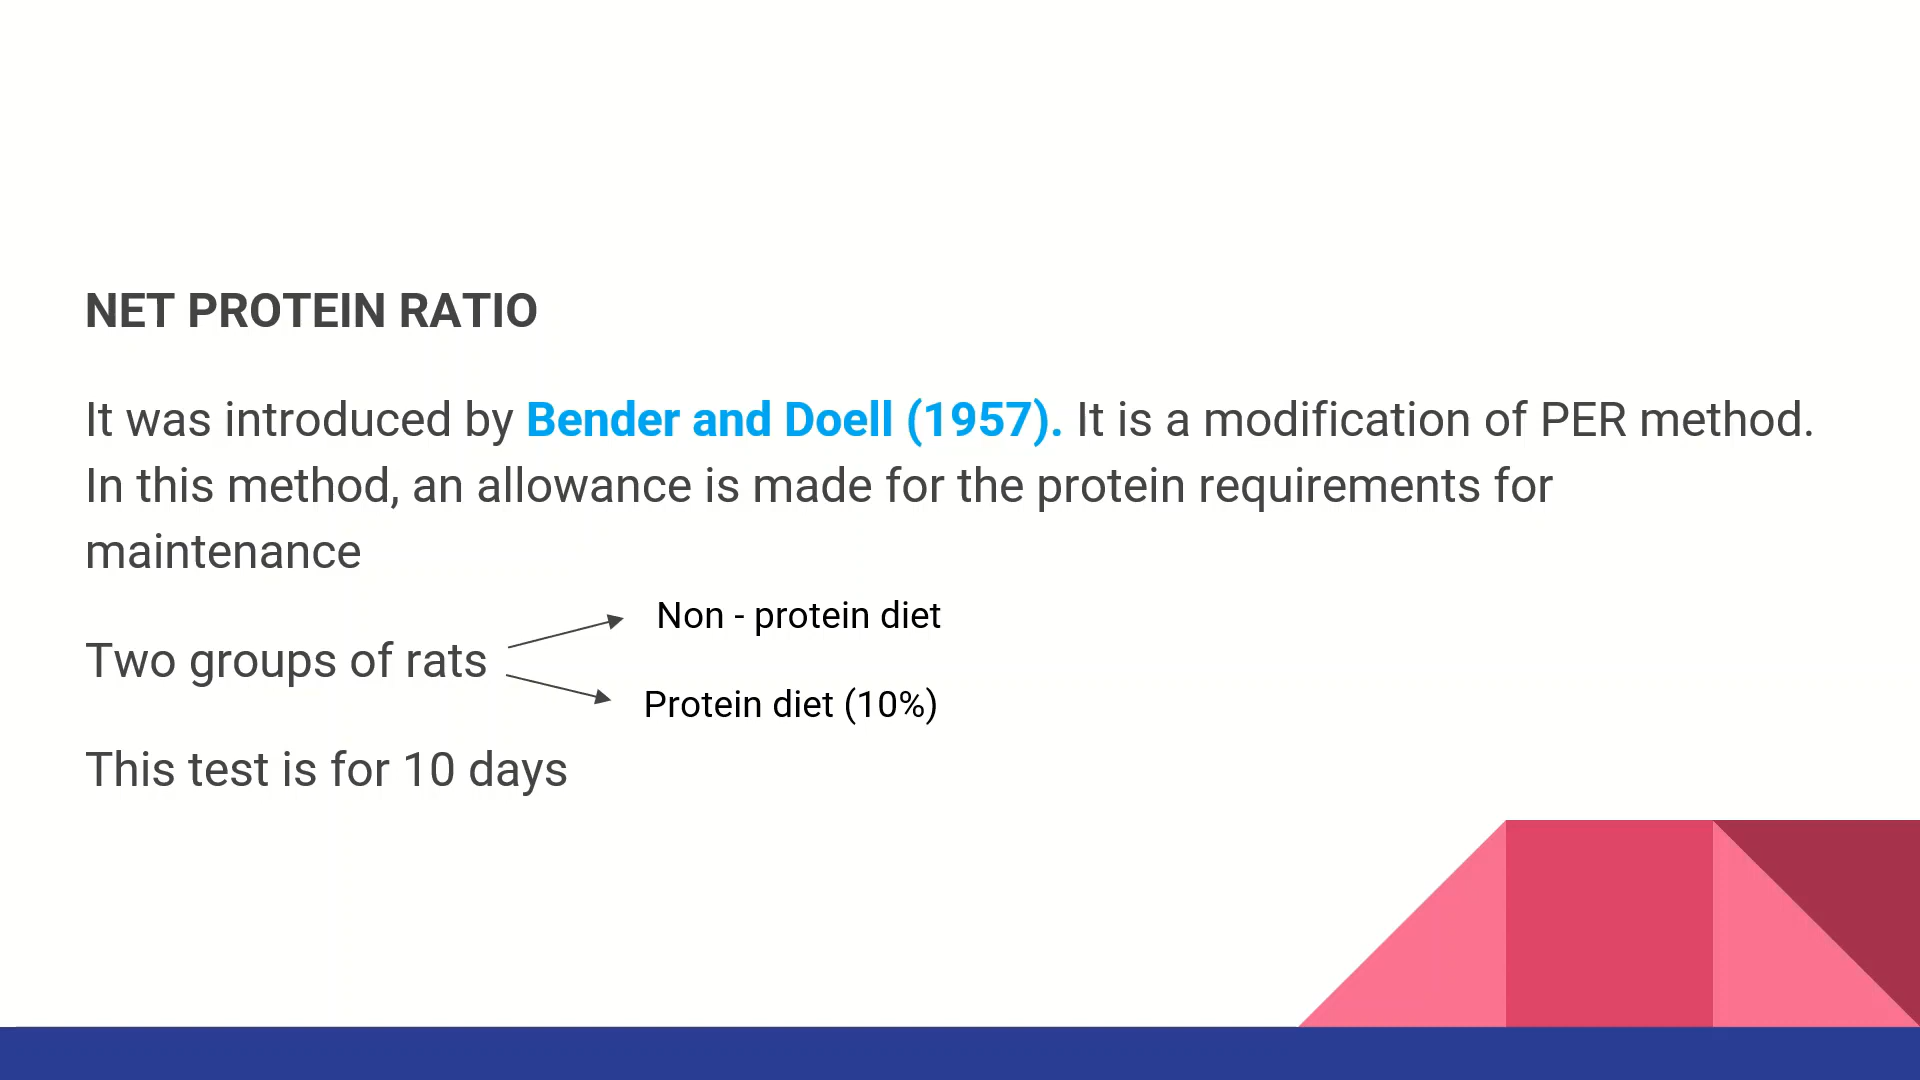 NET PROTEIN RATIO
It was introduced by Bender and Doell (1957). It is a modification of PER method.
In this method, an allowance is made for the protein requirements for
maintenance
Non - protein diet
Two groups of rats
Protein diet (10%)
This test is for 10 days